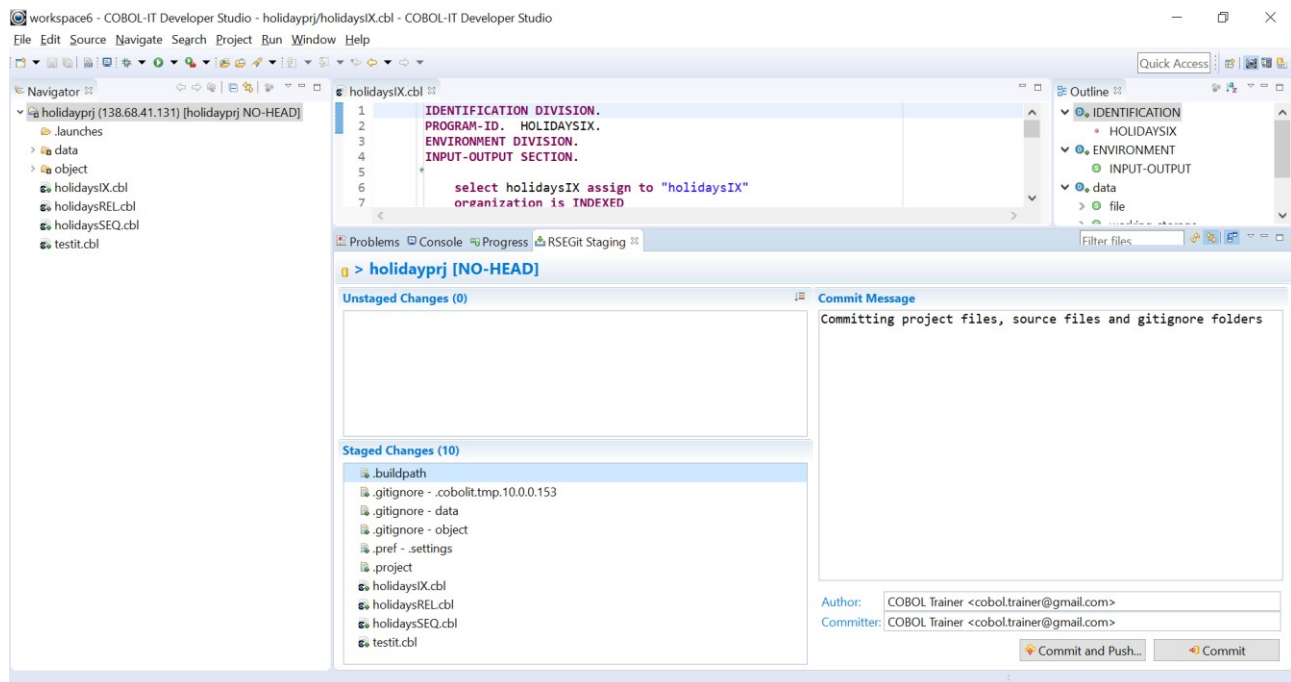 workspace6 - COBOL-IT Developer Studio - holidayprj/holidaysIX.cbl - COBOL-IT Developer Studio
File Edit Source Navigate Search Project Run Window Help
Quick Access
Navigator
holidayprj (138.68.41.131) [holidayprj NO-HEAD]
.launches
data
object
holidaysIX.cbl
holidaysREL.cbl
holidaysSEQ.cbl
testit.cbl
holidaysIX.cbl
1 IDENTIFICATION DIVISION.
2 PROGRAM-ID. HOLIDAYSIX.
3 ENVIRONMENT DIVISION.
4 INPUT-OUTPUT SECTION.
5 *
6 select holidaysIX assign to "holidaysIX"
7 organization is INDEXED
Outline
IDENTIFICATION
HOLIDAYSIX
ENVIRONMENT
INPUT-OUTPUT
data
file
working-storage
Problems Console Progress RSEGit Staging
Filter files
> holidayprj [NO-HEAD]
Unstaged Changes (0)
Staged Changes (10)
.buildpath
.gitignore - .cobolit.tmp.10.0.0.153
.gitignore - data
.gitignore - object
.pref - .settings
.project
holidaysIX.cbl
holidaysREL.cbl
holidaysSEQ.cbl
testit.cbl
Commit Message
Committing project files, source files and gitignore folders
Author: COBOL Trainer <cobol.trainer@gmail.com>
Committer: COBOL Trainer <cobol.trainer@gmail.com>
Commit and Push... Commit